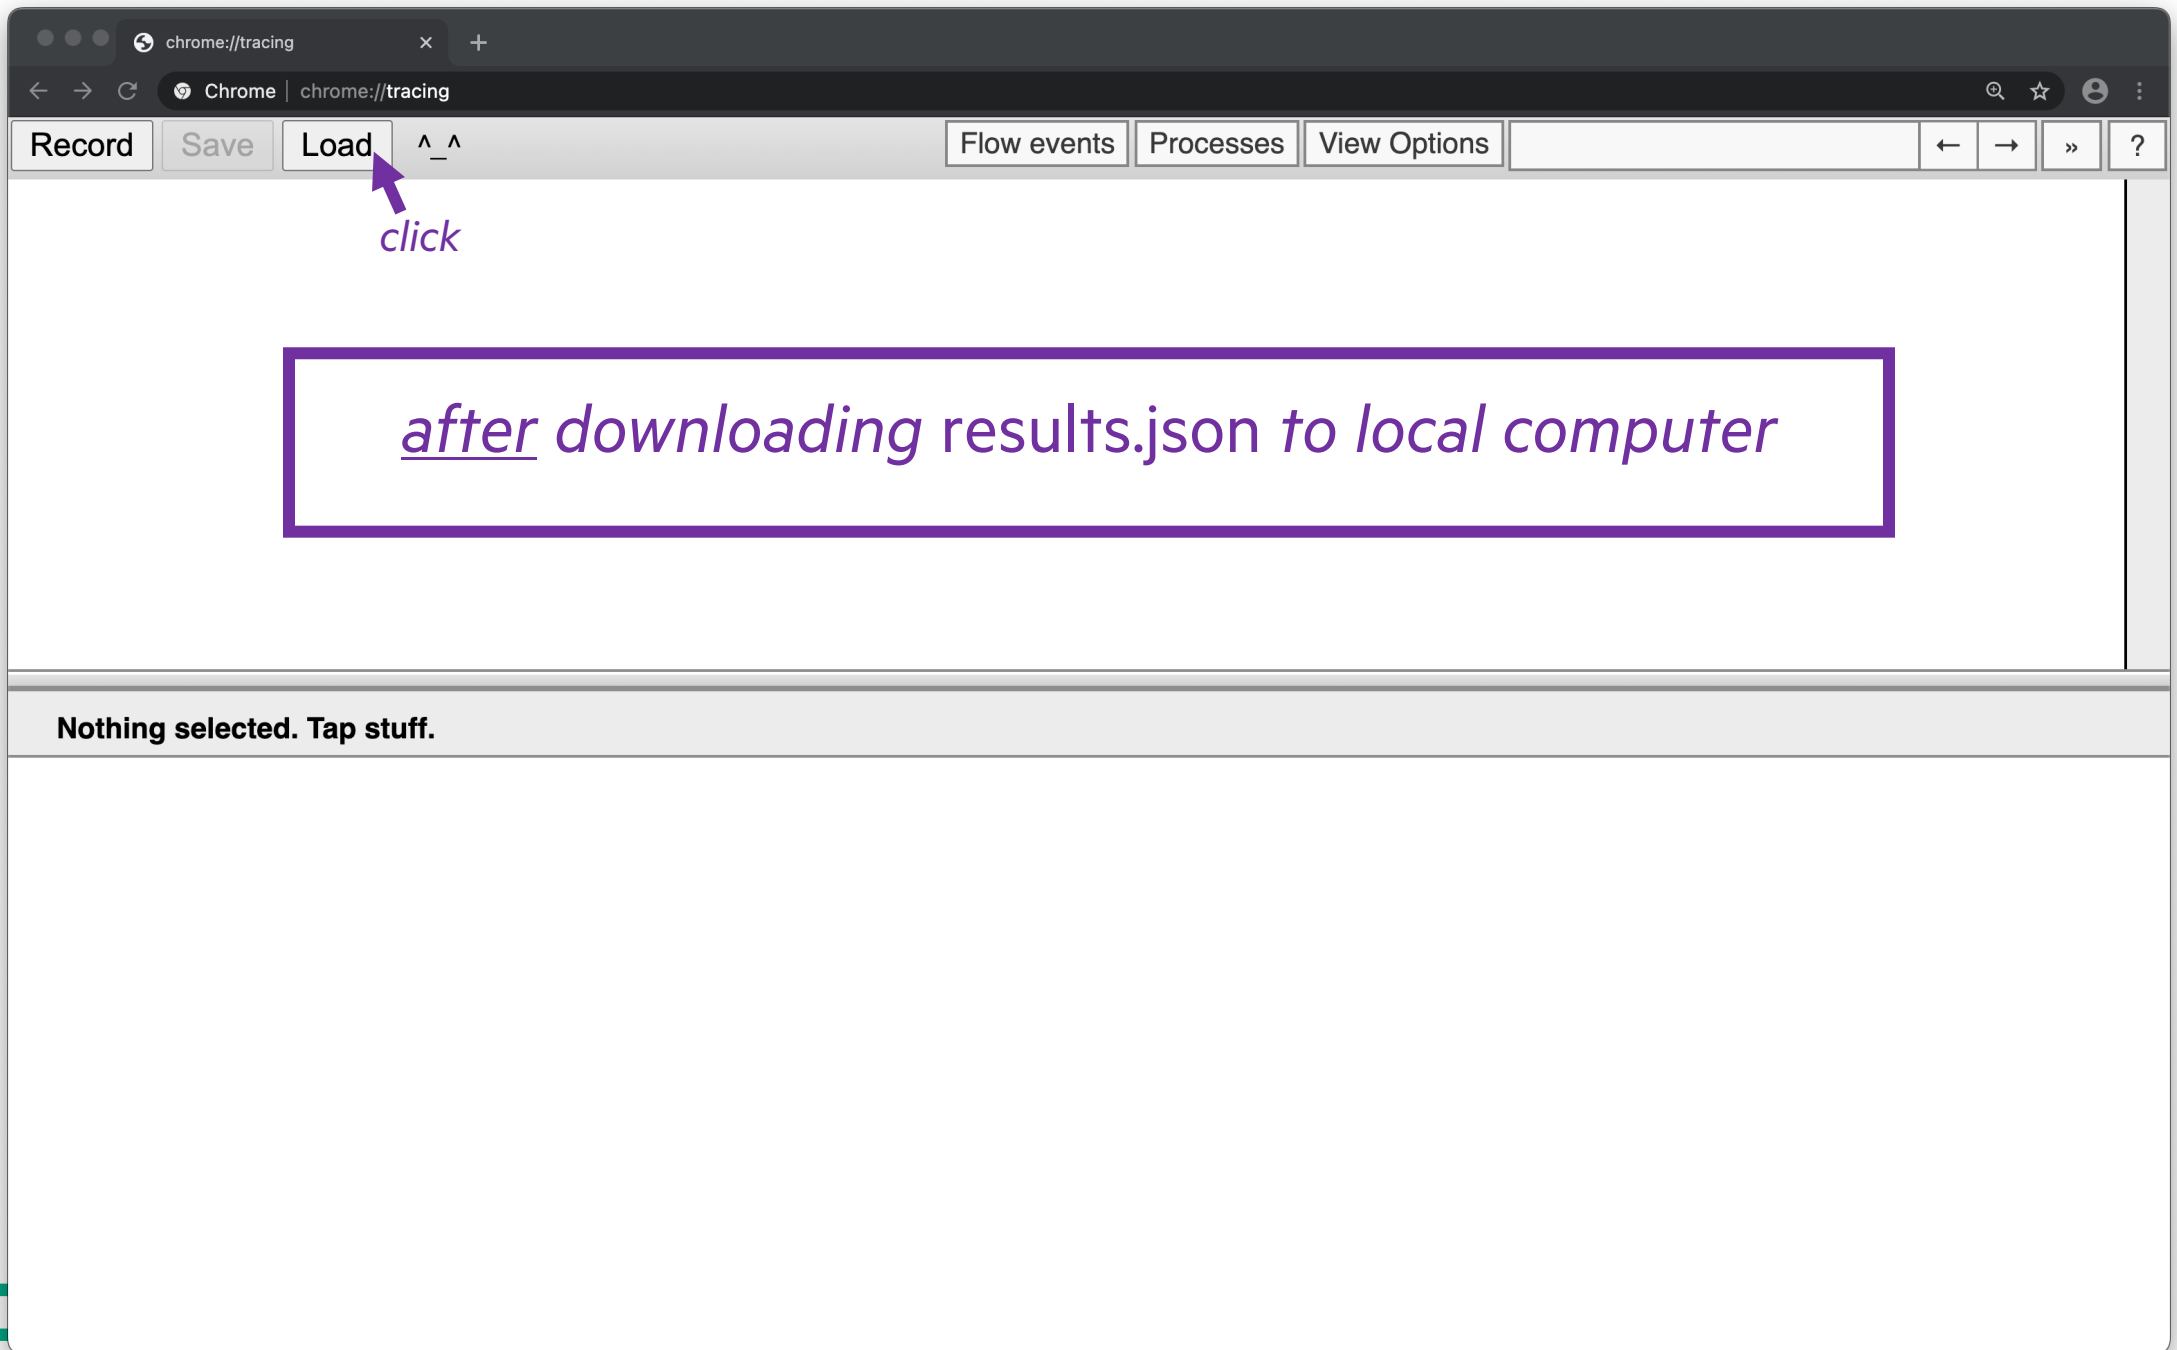 chrome://tracing
Chrome | chrome://tracing
Record Save Load ^_^ Flow events Processes View Options ← → » ?
click
after downloading results.json to local computer
Nothing selected. Tap stuff.